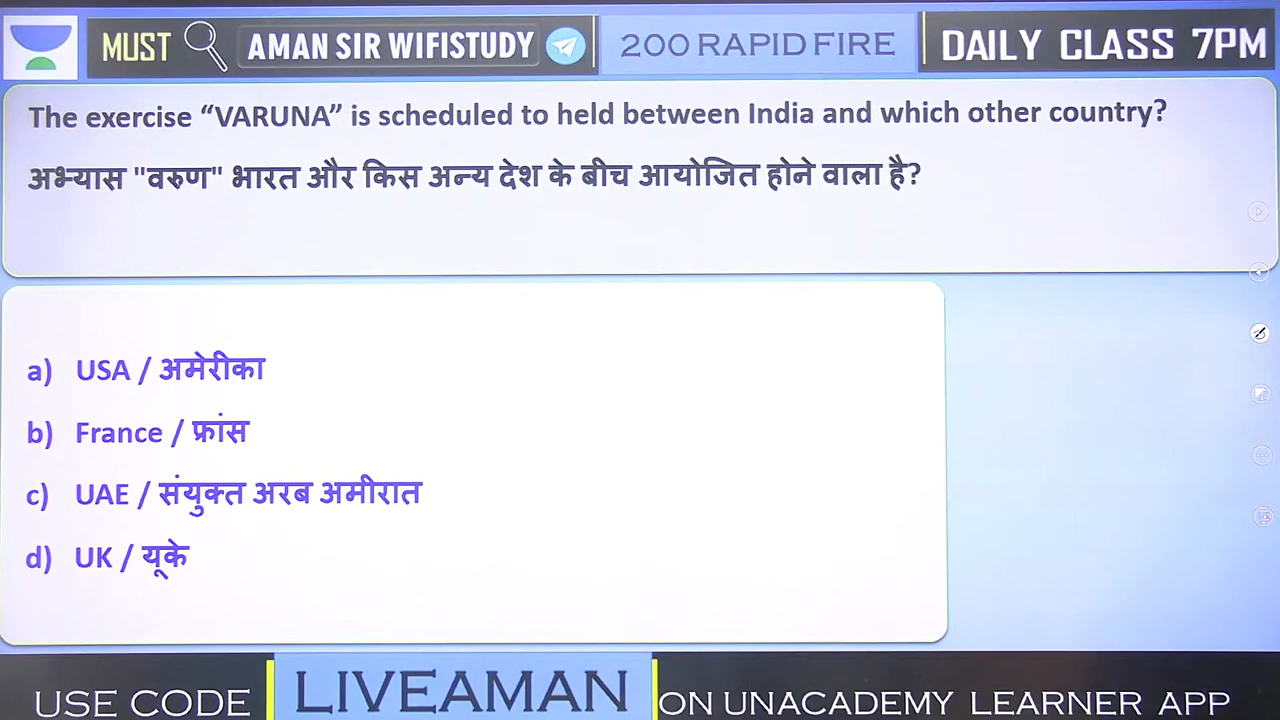 MUST AMAN SIR WIFISTUDY 200 RAPID FIRE DAILY CLASS 7PM
The exercise “VARUNA” is scheduled to held between India and which other country?
अभ्यास "वरुण" भारत और किस अन्य देश के बीच आयोजित होने वाला है?
a) USA / अमेरीका
b) France / फ्रांस
c) UAE / संयुक्त अरब अमीरात
d) UK / यूके
USE CODE LIVEAMAN ON UNACADEMY LEARNER APP